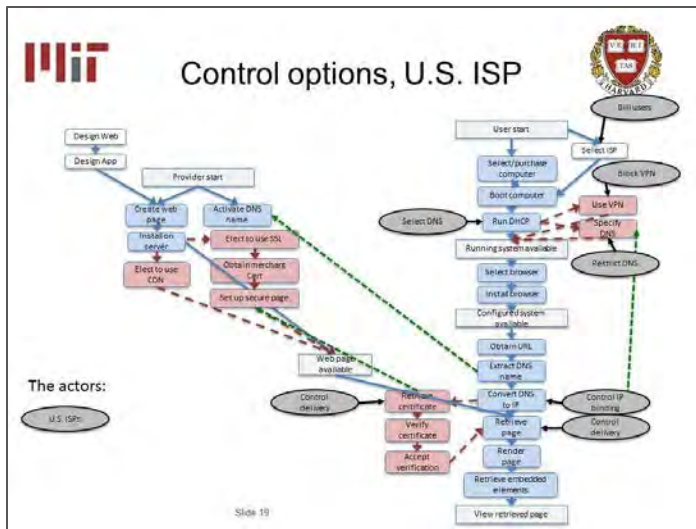 MIT
Control options, U.S. ISP
VE RI
TAS
HARVARD
Bill users
Design Web
Design App
Provider start
User start
Select ISP
Select/purchase
computer
Block VPN
Boot computer
Create web
page
Activate DNS
name
Select DNS
Run DHCP
Use VPN
Specify
DNS
Install on
server
Elect to use SSL
Running system available
Restrict DNS
Elect to use
CDN
Obtain merchant
Cert
Select browser
Set up secure page
Install browser
Configured system
available
Obtain URL
Web page
available
Extract DNS
name
The actors:
Control
delivery
Retrieve
certificate
Convert DNS
to IP
Control IP
binding
U.S. ISPs
Verify
certificate
Retrieve
page
Control
delivery
Accept
verification
Render
page
Retrieve embedded
elements
View retrieved page
Slide 19